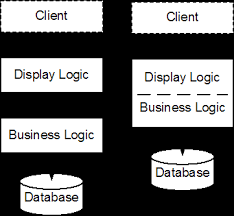 Client
Display Logic
Business Logic
Database
Client
Display Logic
Business Logic
Database